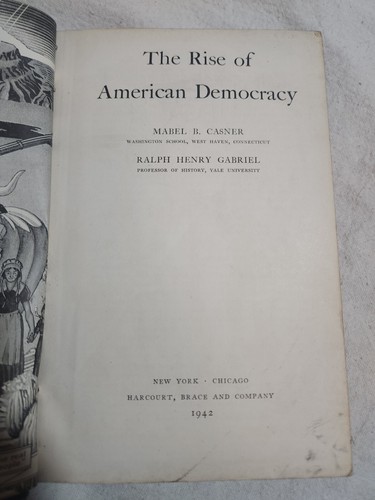 The Rise of
American Democracy
MABEL B. CASNER
WASHINGTON SCHOOL, WEST HAVEN, CONNECTICUT
RALPH HENRY GABRIEL
PROFESSOR OF HISTORY, YALE UNIVERSITY
NEW YORK · CHICAGO
HARCOURT, BRACE AND COMPANY
1942